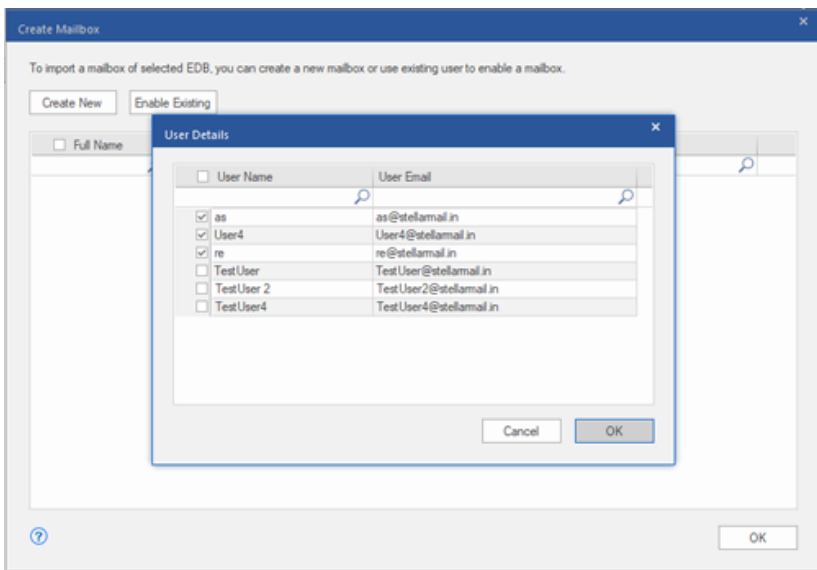 Create Mailbox
To import a mailbox of selected EDB, you can create a new mailbox or use existing user to enable a mailbox.
Create New Enable Existing
Full Name
User Details
User Name User Email
as as@stellarmail.in
User4 User4@stellarmail.in
re re@stellarmail.in
TestUser TestUser@stellarmail.in
TestUser 2 TestUser2@stellarmail.in
TestUser4 TestUser4@stellarmail.in
Cancel OK
OK